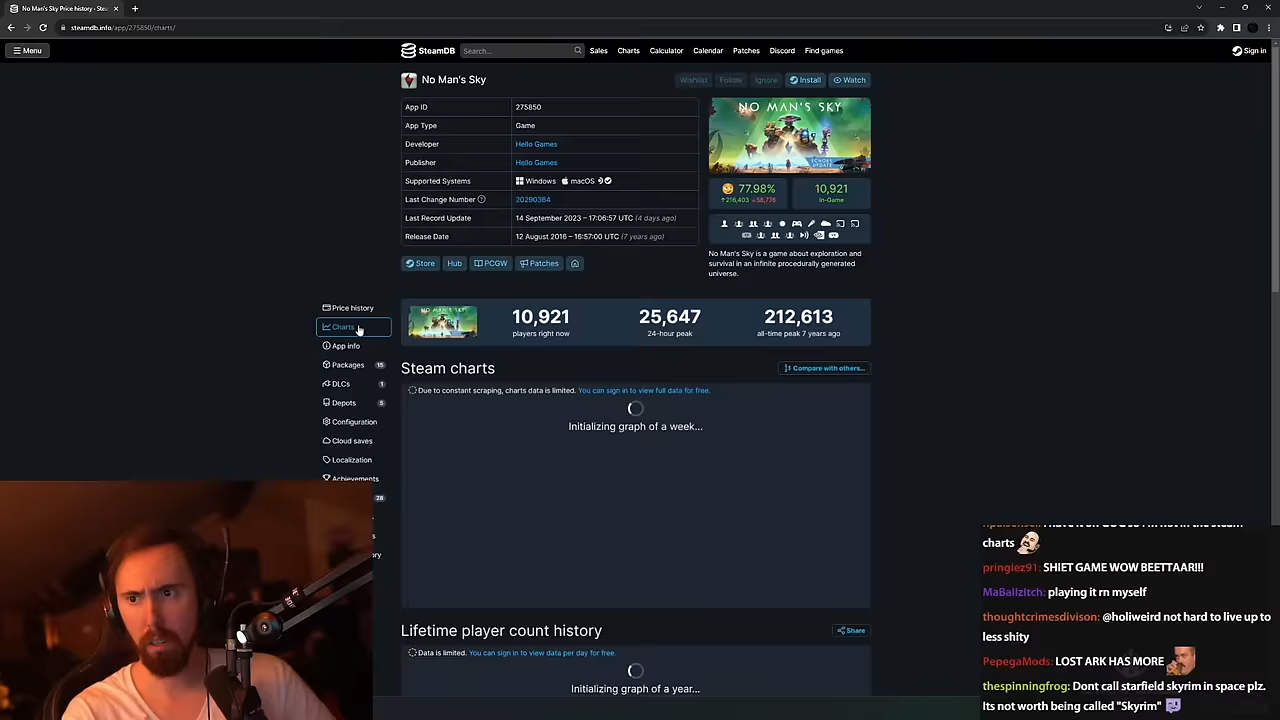 No Man's Sky Price history - Stea
steamdb.info/app/275850/charts/
Menu
SteamDB
Search...
Sales
Charts
Calculator
Calendar
Patches
Discord
Find games
Sign in
No Man's Sky
Wishlist
Follow
Ignore
Install
Watch
App ID 275850
App Type Game
Developer Hello Games
Publisher Hello Games
Supported Systems Windows macOS
Last Change Number 20290364
Last Record Update 14 September 2023 – 17:06:57 UTC (4 days ago)
Release Date 12 August 2016 – 16:57:00 UTC (7 years ago)
Store
Hub
PCGW
Patches
NO MAN'S SKY
ECHOES
UPDATE
77.98%
↑216,403 ↓56,776
10,921
In-Game
No Man's Sky is a game about exploration and
survival in an infinite procedurally generated
universe.
Price history
Charts
App info
Packages 15
DLCs 1
Depots 5
Configuration
Cloud saves
Localization
Achievements
28
10,921
players right now
25,647
24-hour peak
212,613
all-time peak 7 years ago
Steam charts
Compare with others...
Due to constant scraping, charts data is limited. You can sign in to view full data for free.
Initializing graph of a week...
Lifetime player count history
Share
Data is limited. You can sign in to view data per day for free.
Initializing graph of a year...
charts
pringlez91: SHIET GAME WOW BEETTAAR!!!
MaBallzitch: playing it rn myself
thoughtcrimesdivison: @holiweird not hard to live up to
less shity
PepegaMods: LOST ARK HAS MORE
thespinningfrog: Dont call starfield skyrim in space plz.
Its not worth being called "Skyrim"